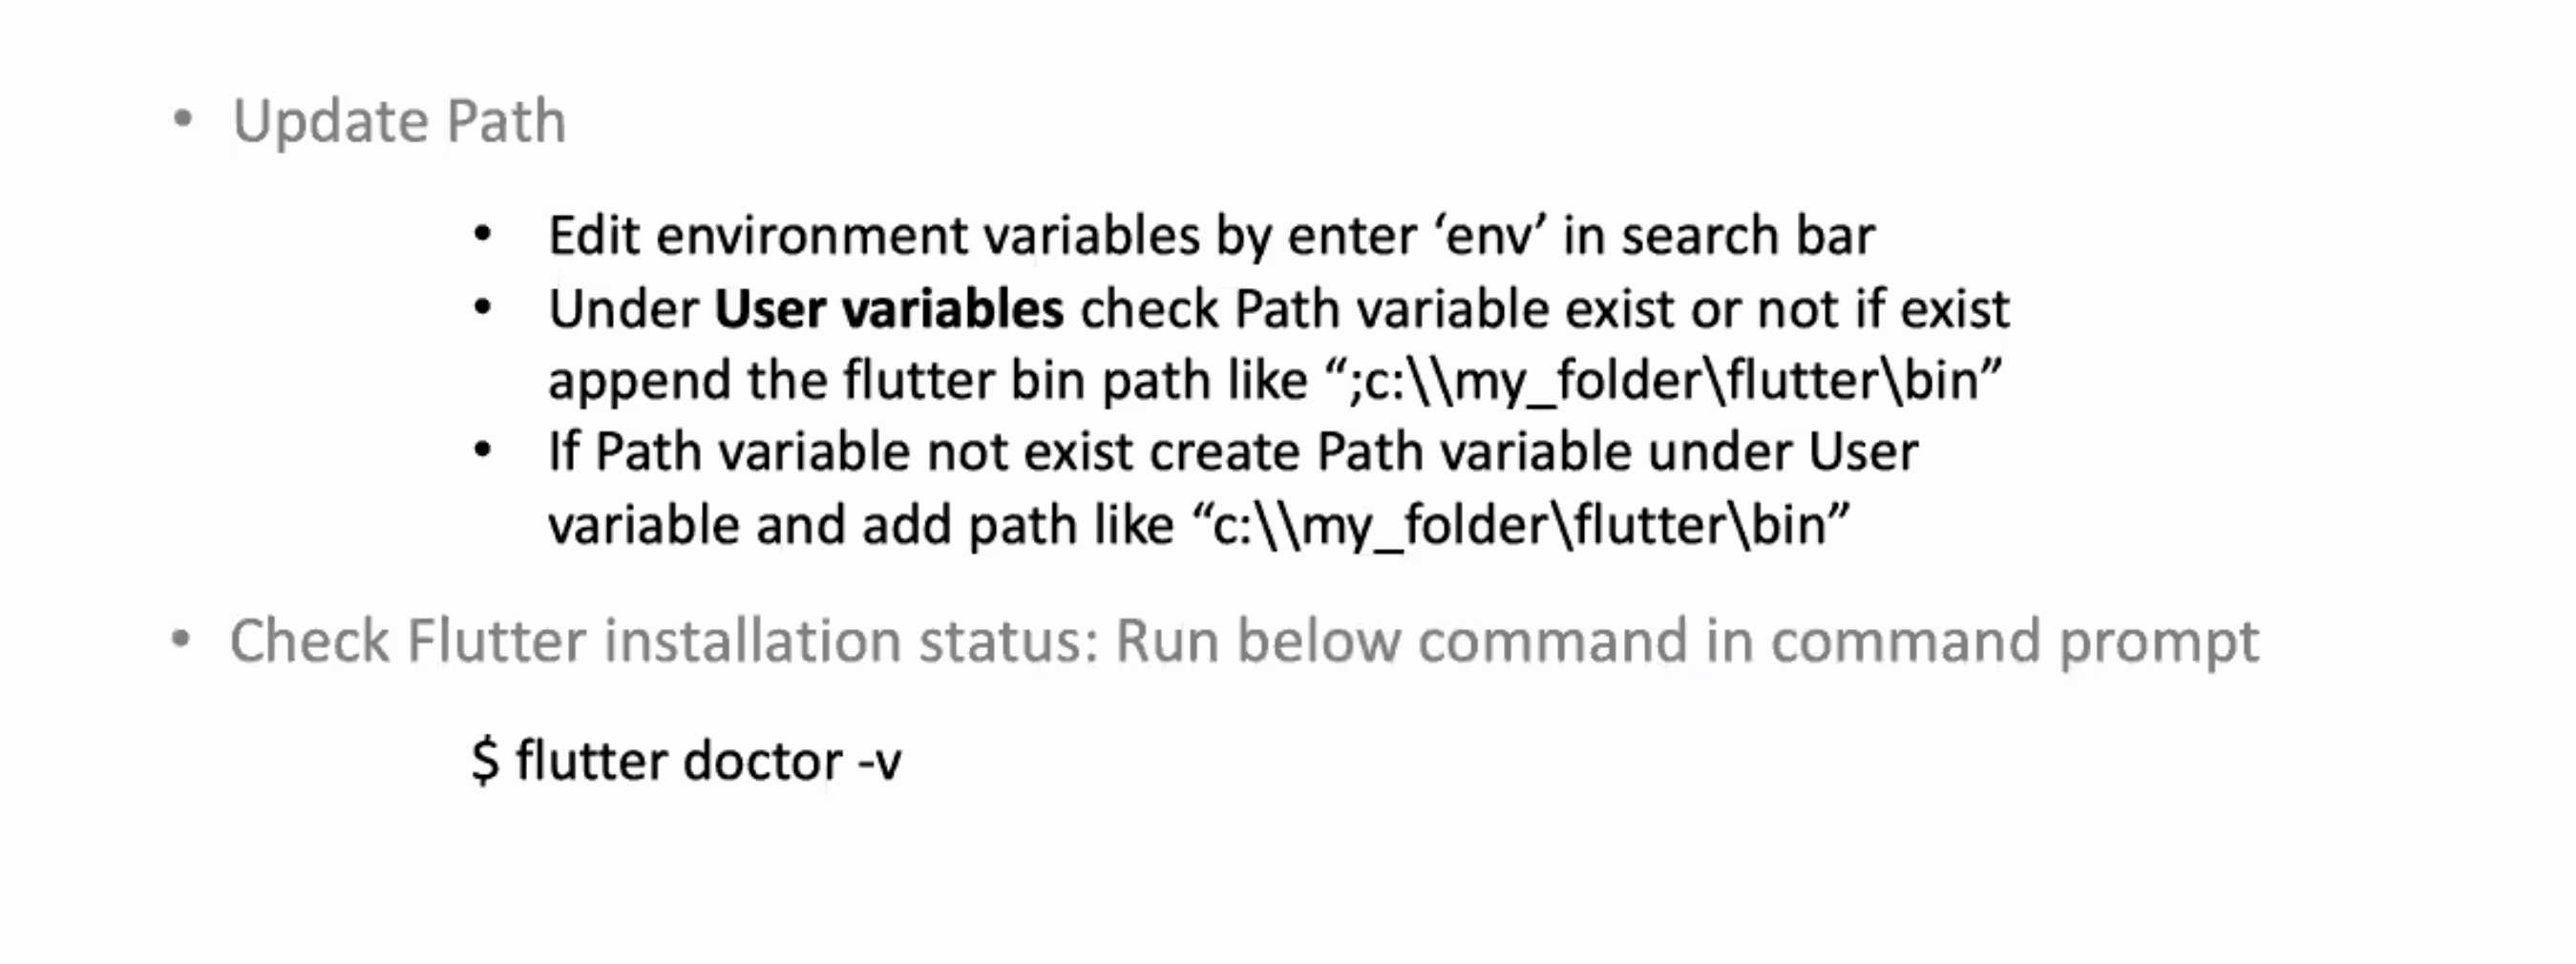 • Update Path
• Edit environment variables by enter ‘env’ in search bar
• Under User variables check Path variable exist or not if exist
append the flutter bin path like “;c:\\my_folder\flutter\bin”
• If Path variable not exist create Path variable under User
variable and add path like “c:\\my_folder\flutter\bin”
• Check Flutter installation status: Run below command in command prompt
$ flutter doctor -v